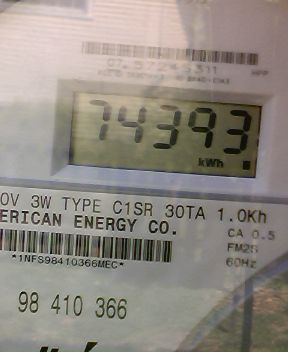 74393
kWh
0V 3W TYPE C1SR 30TA 1.0Kh
ERICAN ENERGY CO.
CA 0.5
FM2S
60Hz
*1NFS98410366MEC*
98 410 366